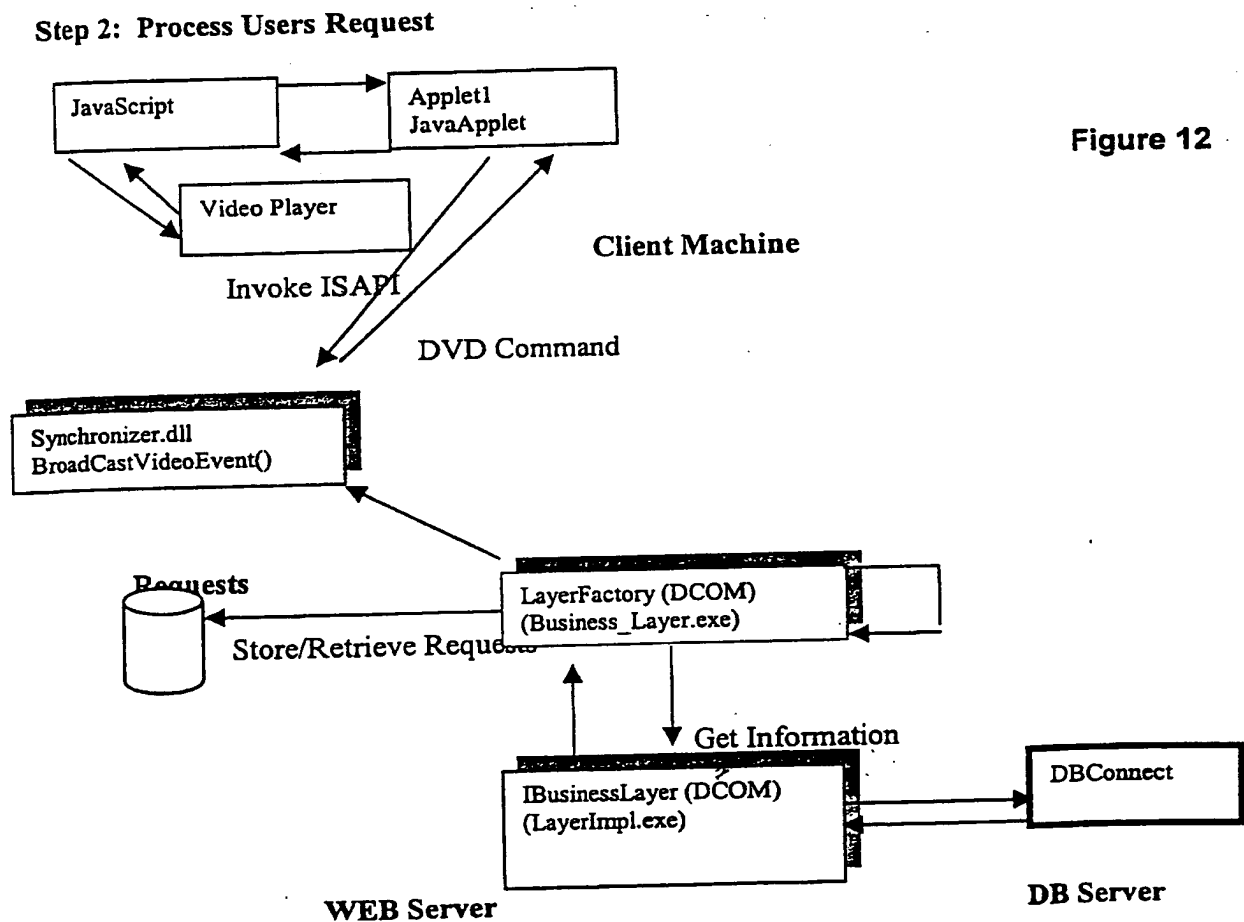 Step 2: Process Users Request
JavaScript
Applet1
JavaApplet
Figure 12
Video Player
Client Machine
Invoke ISAPI
DVD Command
Synchronizer.dll
BroadCastVideoEvent()
Requests
LayerFactory (DCOM)
(Business_Layer.exe)
Store/Retrieve Requests
Get Information
IBusinessLayer (DCOM)
(LayerImpl.exe)
DBConnect
WEB Server
DB Server